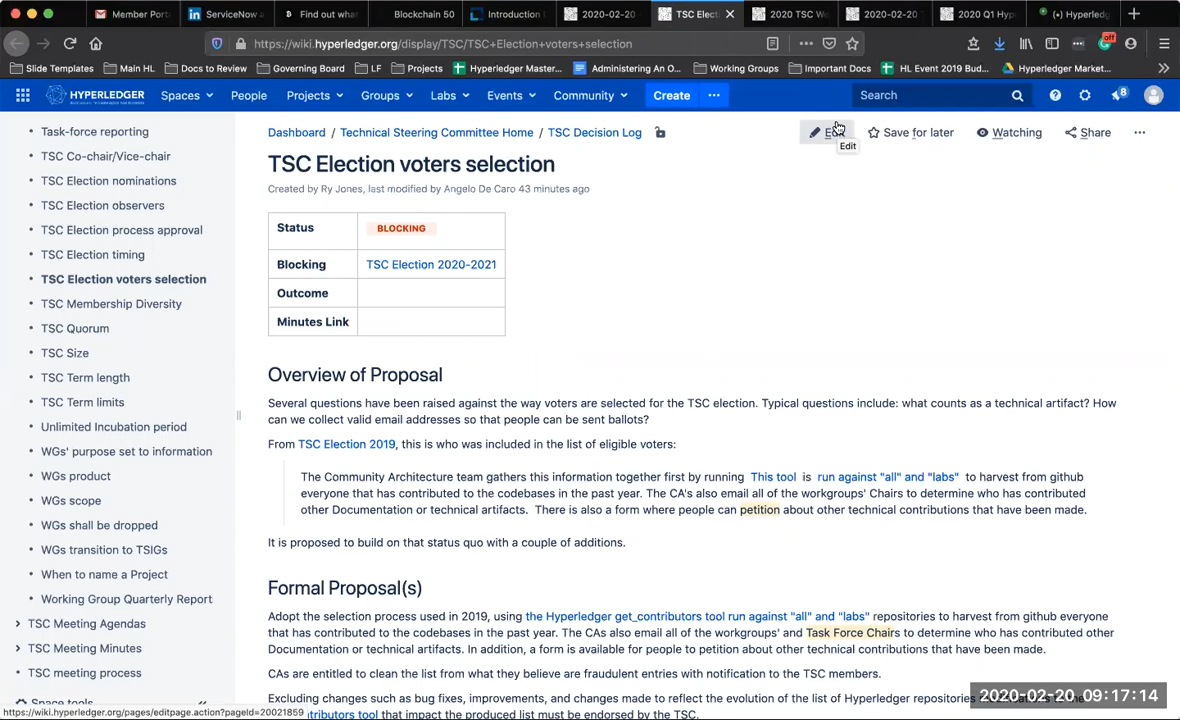 Member Port
ServiceNow a
Find out wha
Blockchain 50
Introduction
2020-02-20
TSC Elect
2020 TSC We
2020-02-20
2020 Q1 Hyp
(•) Hyperledg
https://wiki.hyperledger.org/display/TSC/TSC+Election+voters+selection
off
Slide Templates
Main HL
Docs to Review
Governing Board
LF
Projects
Hyperledger Master...
Administering An O...
Working Groups
Important Docs
HL Event 2019 Bud...
Hyperledger Market...
HYPERLEDGER
Spaces
People
Projects
Groups
Labs
Events
Community
Create
Search
8
Task-force reporting
TSC Co-chair/Vice-chair
TSC Election nominations
TSC Election observers
TSC Election process approval
TSC Election timing
TSC Election voters selection
TSC Membership Diversity
TSC Quorum
TSC Size
TSC Term length
TSC Term limits
Unlimited Incubation period
WGs' purpose set to information
WGs product
WGs scope
WGs shall be dropped
WGs transition to TSIGs
When to name a Project
Working Group Quarterly Report
TSC Meeting Agendas
TSC Meeting Minutes
TSC meeting process
Space tools
Dashboard / Technical Steering Committee Home / TSC Decision Log
Edit
Save for later
Watching
Share
Edit
TSC Election voters selection
Created by Ry Jones, last modified by Angelo De Caro 43 minutes ago
Status BLOCKING
Blocking TSC Election 2020-2021
Outcome
Minutes Link
Overview of Proposal
Several questions have been raised against the way voters are selected for the TSC election. Typical questions include: what counts as a technical artifact? How
can we collect valid email addresses so that people can be sent ballots?
From TSC Election 2019, this is who was included in the list of eligible voters:
The Community Architecture team gathers this information together first by running This tool is run against "all" and "labs" to harvest from github
everyone that has contributed to the codebases in the past year. The CA's also email all of the workgroups' Chairs to determine who has contributed
other Documentation or technical artifacts. There is also a form where people can petition about other technical contributions that have been made.
It is proposed to build on that status quo with a couple of additions.
Formal Proposal(s)
Adopt the selection process used in 2019, using the Hyperledger get_contributors tool run against "all" and "labs" repositories to harvest from github everyone
that has contributed to the codebases in the past year. The CAs also email all of the workgroups' and Task Force Chairs to determine who has contributed other
Documentation or technical artifacts. In addition, a form is available for people to petition about other technical contributions that have been made.
CAs are entitled to clean the list from what they believe are fraudulent entries with notification to the TSC members.
Excluding changes such as bug fixes, improvements, and changes made to reflect the evolution of the list of Hyperledger repositories
ntributors tool that impact the produced list must be endorsed by the TSC.
https://wiki.hyperledger.org/pages/editpage.action?pageId=20021859
2020-02-20 09:17:14